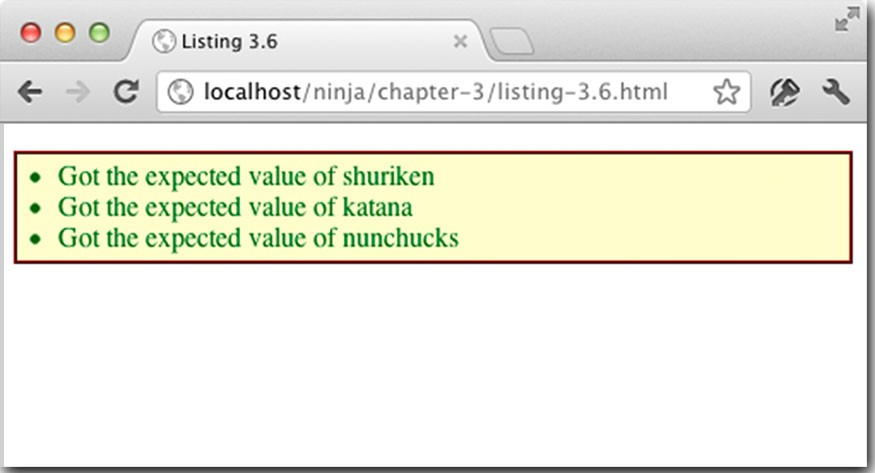 Listing 3.6
localhost/ninja/chapter-3/listing-3.6.html
Got the expected value of shuriken
Got the expected value of katana
Got the expected value of nunchucks